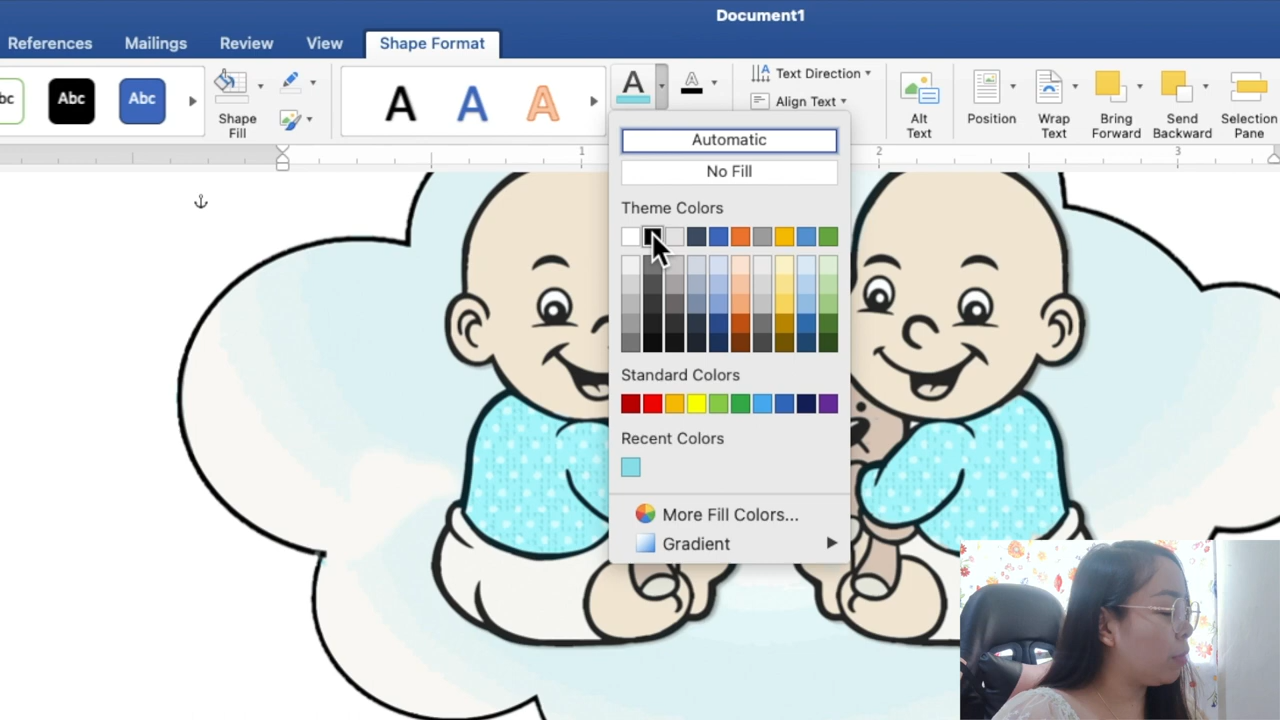 Document1
References Mailings Review View Shape Format
bc Abc Abc A A A A A
Shape
Fill
Text Direction
Align Text
Alt
Text
Position
Wrap
Text
Bring
Forward
Send
Backward
Selection
Pane
1 2 3
Automatic
No Fill
Theme Colors
Standard Colors
Recent Colors
More Fill Colors...
Gradient